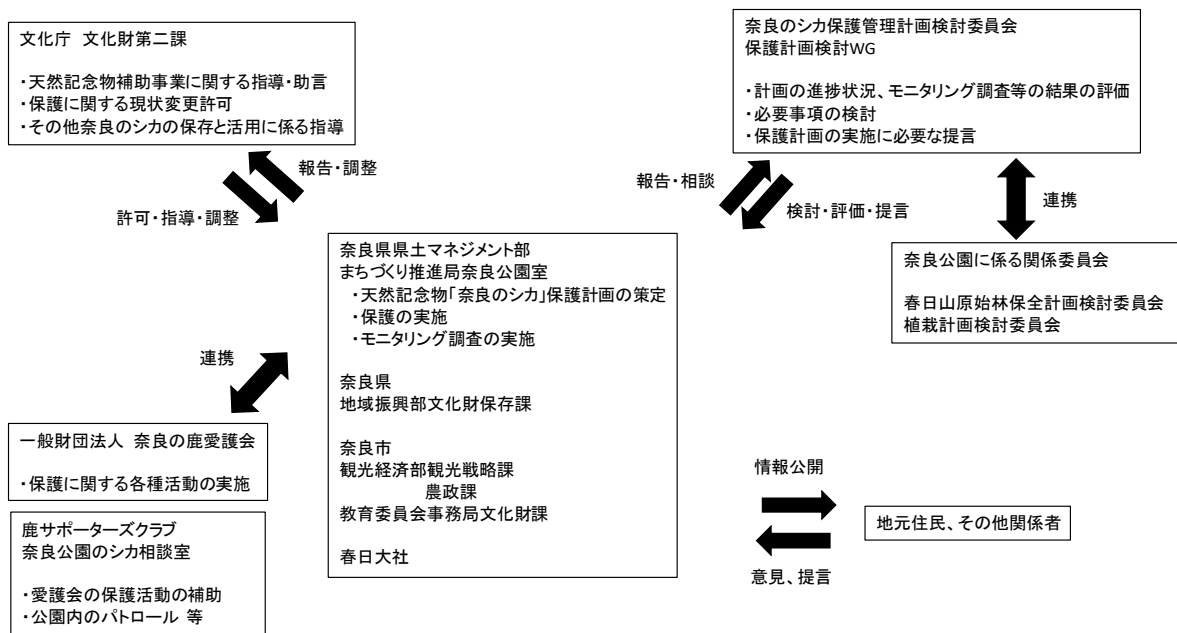 文化庁 文化財第二課
・天然記念物補助事業に関する指導・助言
・保護に関する現状変更許可
・その他奈良のシカの保存と活用に係る指導
奈良のシカ保護管理計画検討委員会
保護計画検討WG
・計画の進捗状況、モニタリング調査等の結果の評価
・必要事項の検討
・保護計画の実施に必要な提言
報告・調整
許可・指導・調整
報告・相談
検討・評価・提言
連携
奈良公園に係る関係委員会
春日山原始林保全計画検討委員会
植栽計画検討委員会
奈良県県土マネジメント部
まちづくり推進局奈良公園室
・天然記念物「奈良のシカ」保護計画の策定
・保護の実施
・モニタリング調査の実施
奈良県
地域振興部文化財保存課
奈良市
観光経済部観光戦略課
農政課
教育委員会事務局文化財課
春日大社
連携
一般財団法人 奈良の鹿愛護会
・保護に関する各種活動の実施
鹿サポーターズクラブ
奈良公園のシカ相談室
・愛護会の保護活動の補助
・公園内のパトロール 等
情報公開
地元住民、その他関係者
意見、提言